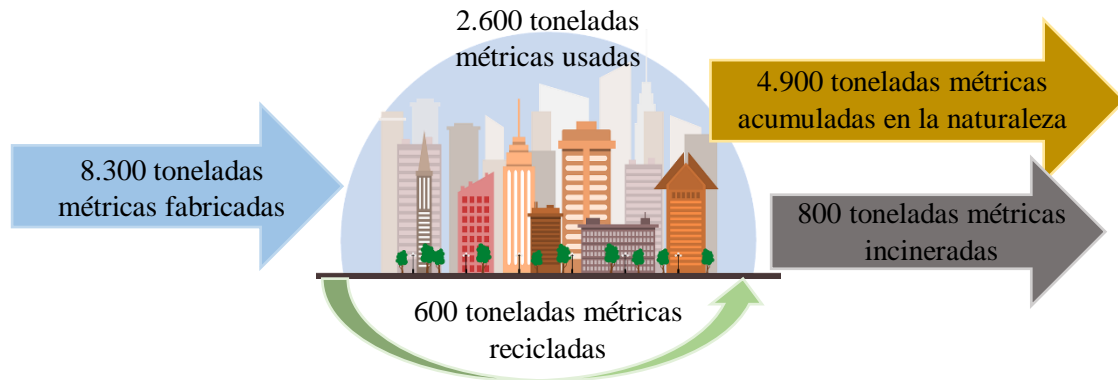 2.600 toneladas
métricas usadas
4.900 toneladas métricas
acumuladas en la naturaleza
8.300 toneladas
métricas fabricadas
800 toneladas métricas
incineradas
600 toneladas métricas
recicladas